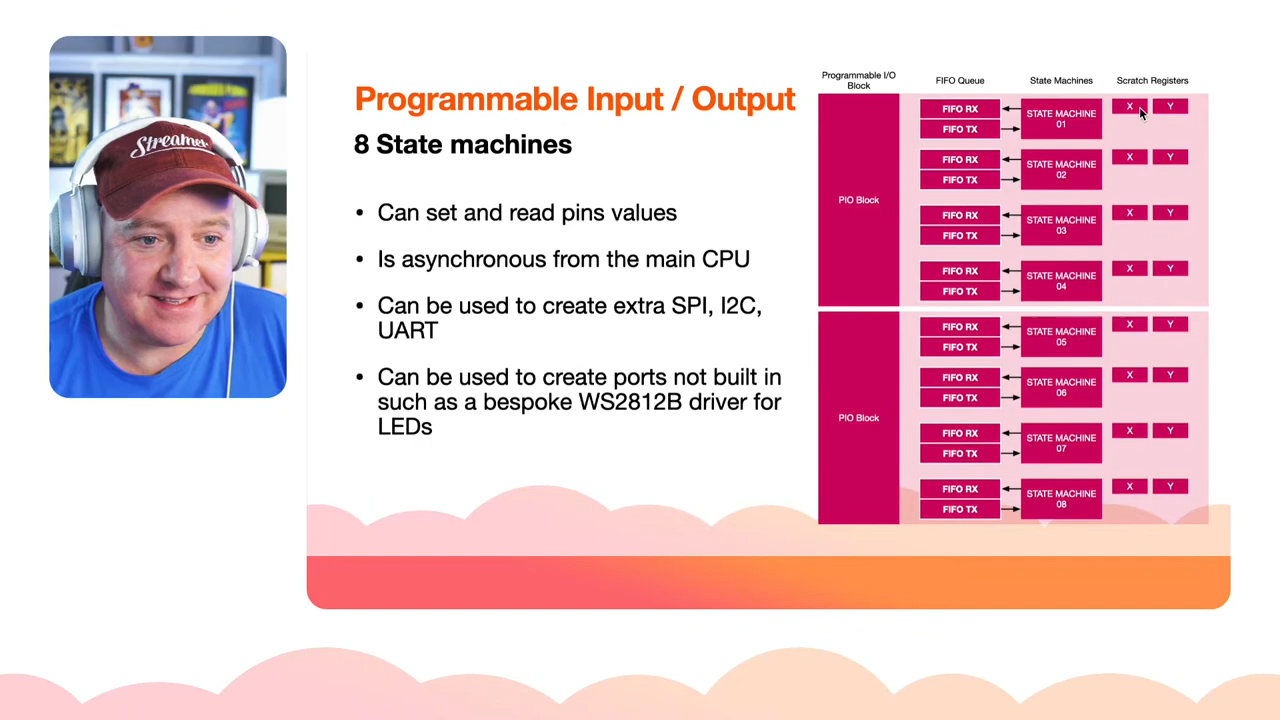 Streamer
Programmable Input / Output
8 State machines
• Can set and read pins values
• Is asynchronous from the main CPU
• Can be used to create extra SPI, I2C,
UART
• Can be used to create ports not built in
such as a bespoke WS2812B driver for
LEDs
Programmable I/O
Block
FIFO Queue
State Machines
Scratch Registers
PIO Block
FIFO RX
FIFO TX
STATE MACHINE
01
X Y
FIFO RX
FIFO TX
STATE MACHINE
02
X Y
FIFO RX
FIFO TX
STATE MACHINE
03
X Y
FIFO RX
FIFO TX
STATE MACHINE
04
X Y
PIO Block
FIFO RX
FIFO TX
STATE MACHINE
05
X Y
FIFO RX
FIFO TX
STATE MACHINE
06
X Y
FIFO RX
FIFO TX
STATE MACHINE
07
X Y
FIFO RX
FIFO TX
STATE MACHINE
08
X Y